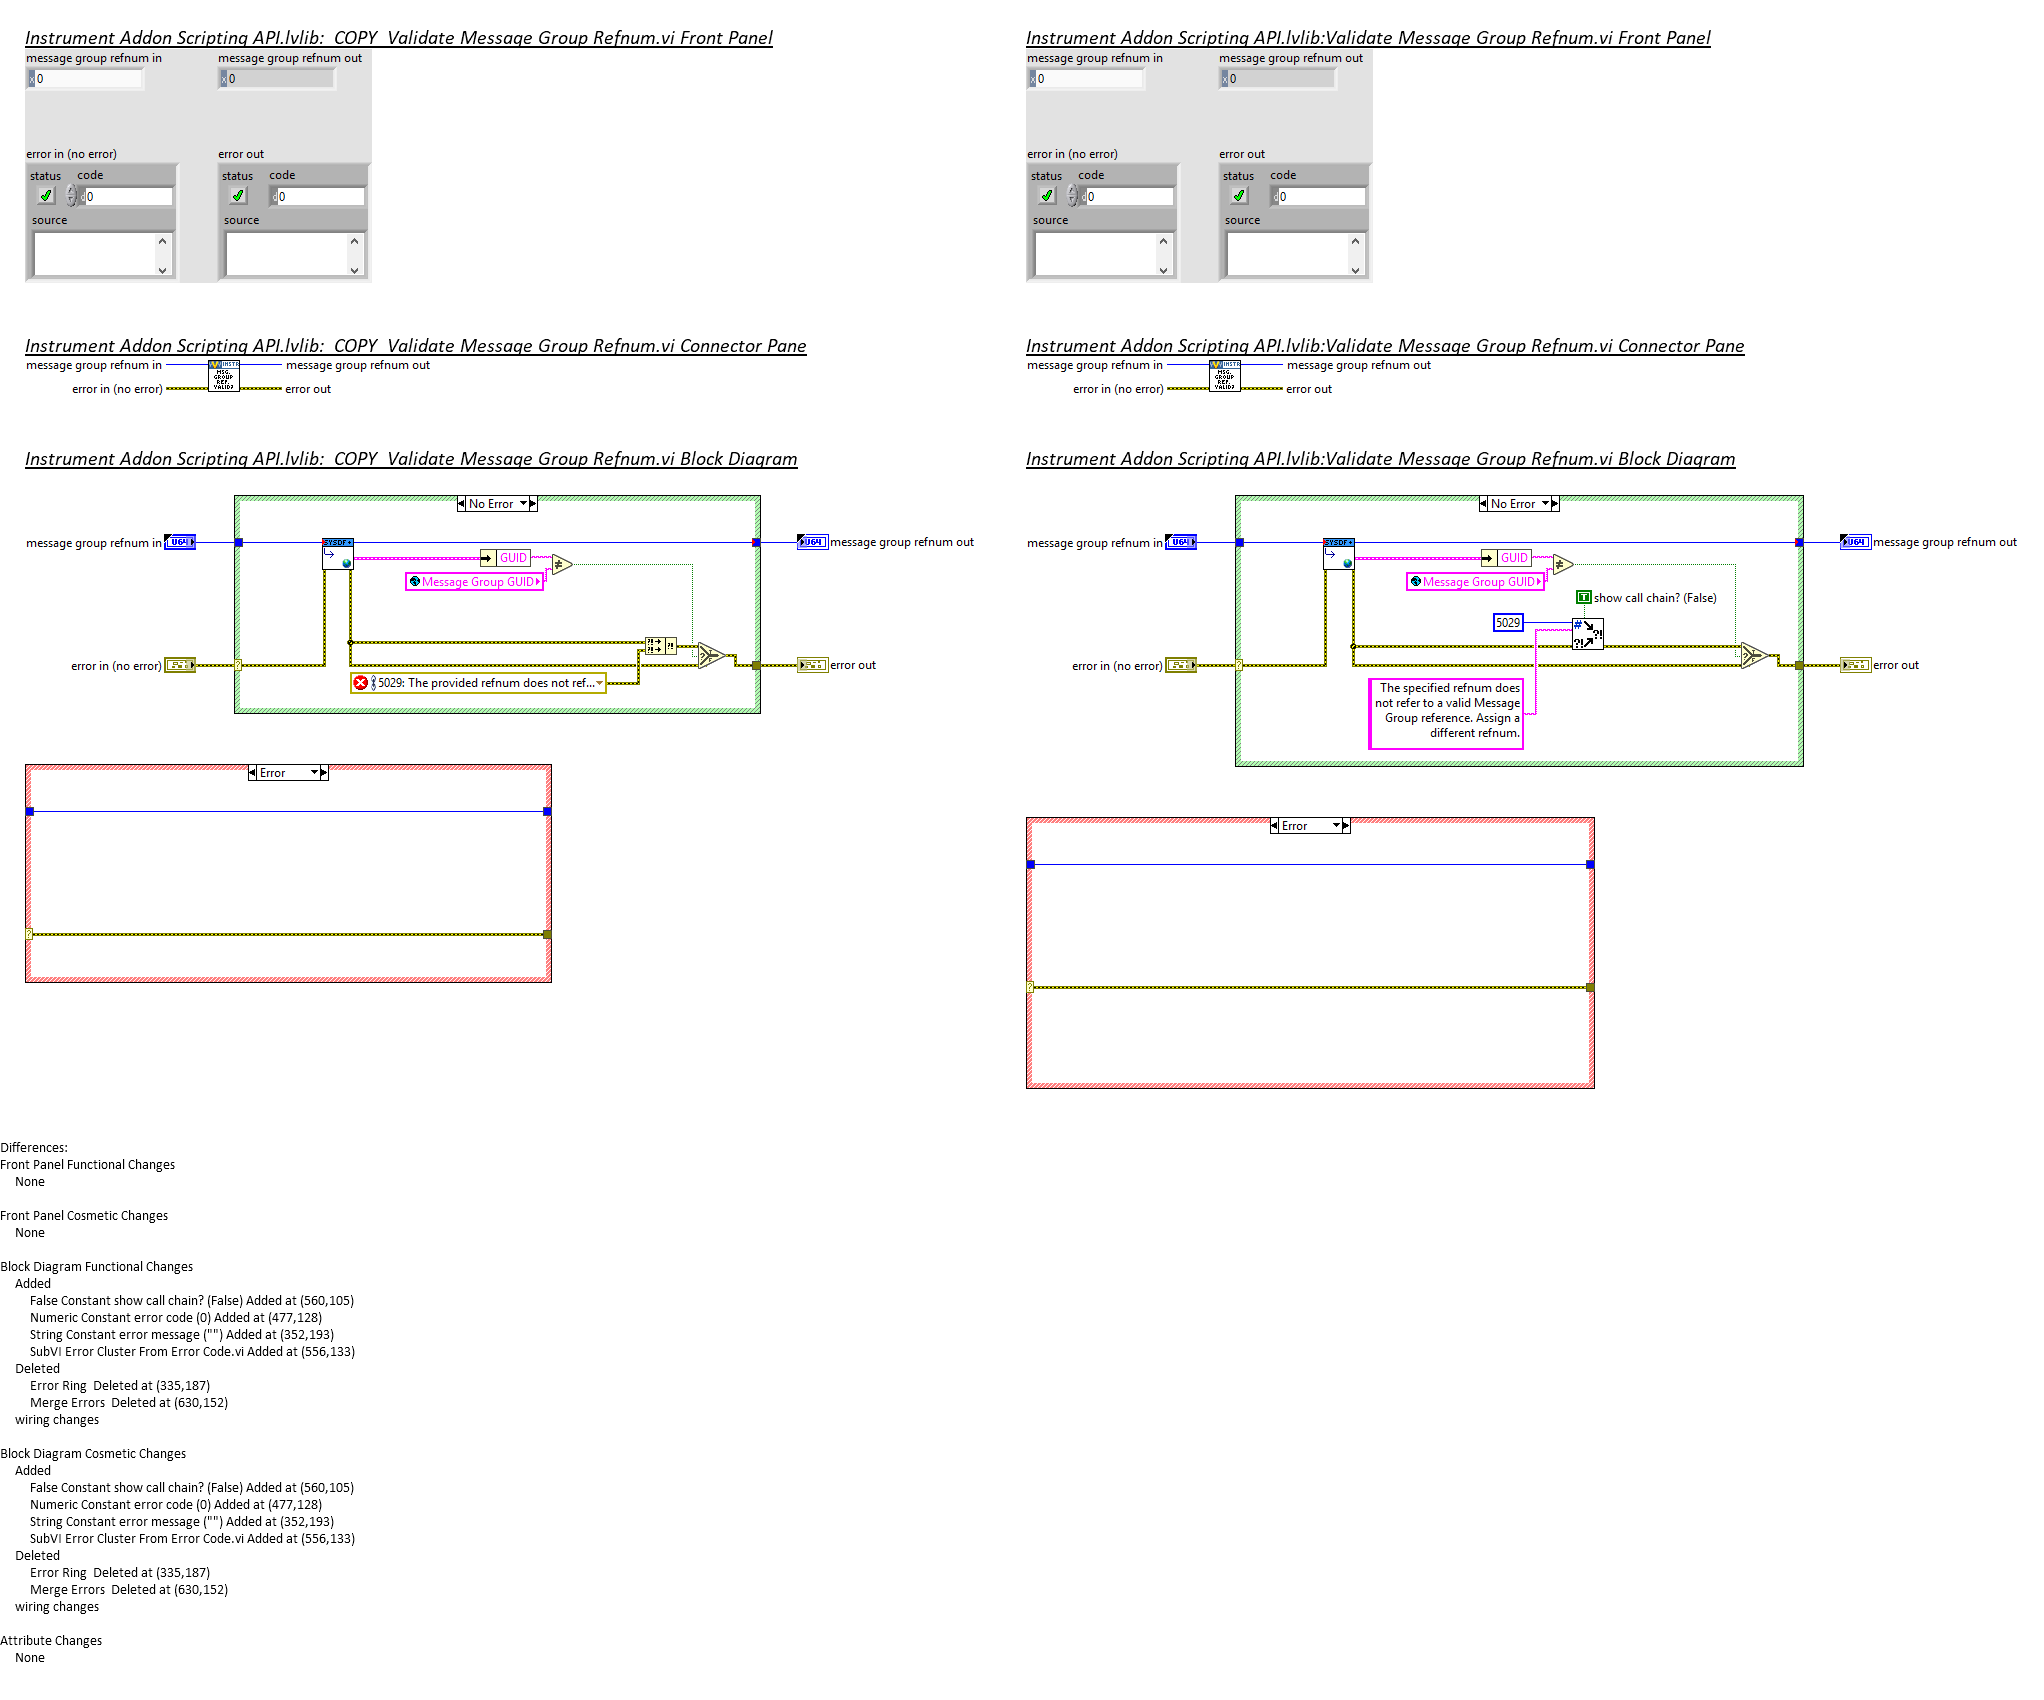 Instrument Addon Scripting API.lvlib:  COPY  Validate Message Group Refnum.vi Front Panel
message group refnum in
message group refnum out
x 0
x 0
error in (no error)
error out
status
code
status
code
d 0
d 0
source
source
Instrument Addon Scripting API.lvlib:  COPY  Validate Message Group Refnum.vi Connector Pane
message group refnum in
INSTR
MSG.
GROUP
REF.
VALID?
message group refnum out
error in (no error)
error out
Instrument Addon Scripting API.lvlib:  COPY  Validate Message Group Refnum.vi Block Diagram
No Error
message group refnum in
U64
SYSDF
GUID
Message Group GUID
U64
message group refnum out
error in (no error)
5029: The provided refnum does not ref...
error out
Error
Instrument Addon Scripting API.lvlib:Validate Message Group Refnum.vi Front Panel
message group refnum in
message group refnum out
x 0
x 0
error in (no error)
error out
status
code
status
code
d 0
d 0
source
source
Instrument Addon Scripting API.lvlib:Validate Message Group Refnum.vi Connector Pane
message group refnum in
INSTR
MSG.
GROUP
REF.
VALID?
message group refnum out
error in (no error)
error out
Instrument Addon Scripting API.lvlib:Validate Message Group Refnum.vi Block Diagram
No Error
message group refnum in
U64
SYSDF
GUID
Message Group GUID
T show call chain? (False)
5029
U64
message group refnum out
error in (no error)
error out
The specified refnum does
not refer to a valid Message
Group reference. Assign a
different refnum.
Error
Differences:
Front Panel Functional Changes
None
Front Panel Cosmetic Changes
None
Block Diagram Functional Changes
Added
False Constant show call chain? (False) Added at (560,105)
Numeric Constant error code (0) Added at (477,128)
String Constant error message ("") Added at (352,193)
SubVI Error Cluster From Error Code.vi Added at (556,133)
Deleted
Error Ring  Deleted at (335,187)
Merge Errors  Deleted at (630,152)
wiring changes
Block Diagram Cosmetic Changes
Added
False Constant show call chain? (False) Added at (560,105)
Numeric Constant error code (0) Added at (477,128)
String Constant error message ("") Added at (352,193)
SubVI Error Cluster From Error Code.vi Added at (556,133)
Deleted
Error Ring  Deleted at (335,187)
Merge Errors  Deleted at (630,152)
wiring changes
Attribute Changes
None